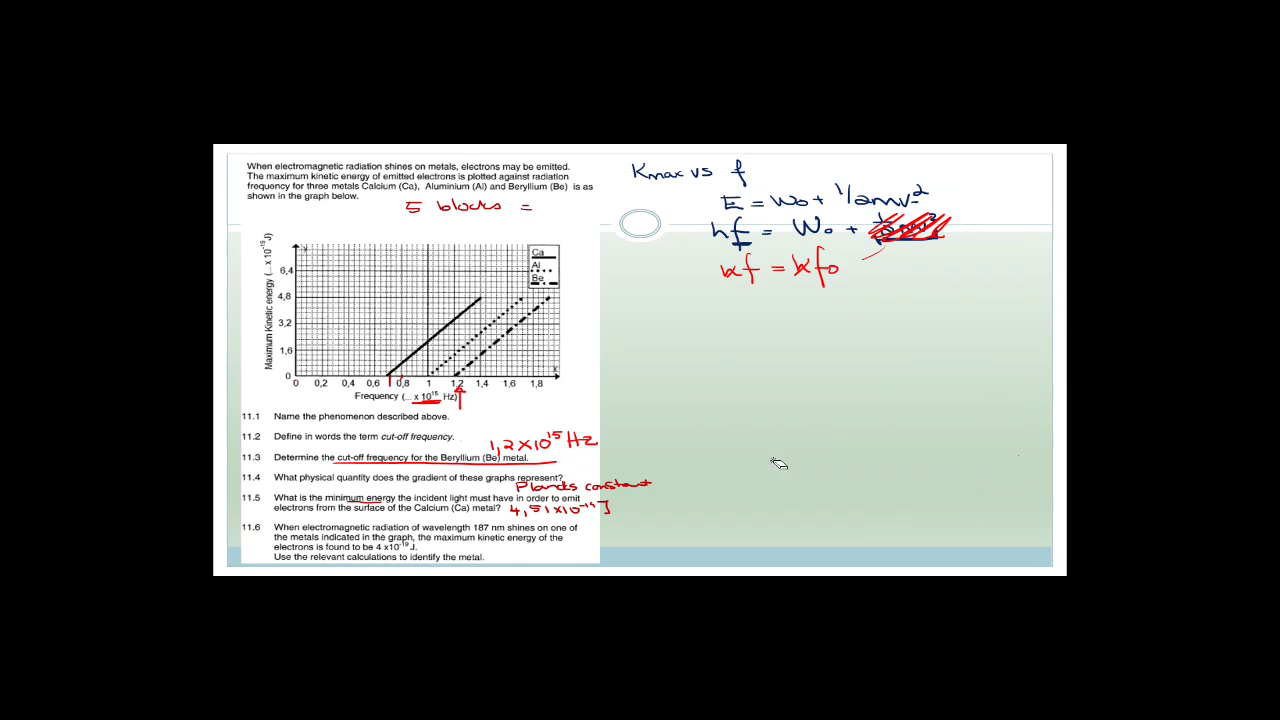 When electromagnetic radiation shines on metals, electrons may be emitted.
The maximum kinetic energy of emitted electrons is plotted against radiation
frequency for three metals Calcium (Ca), Aluminium (Al) and Beryllium (Be) is as
shown in the graph below.
5 blocks =
Maximum Kinetic energy (... x 10⁻¹⁹ J)
y
Ca
Al
Be
6,4
4,8
3,2
1,6
0
x
0 0,2 0,4 0,6 0,8 1 1,2 1,4 1,6 1,8
Frequency (... x 10¹⁵ Hz)
11.1 Name the phenomenon described above.
11.2 Define in words the term cut-off frequency.
1,2×10¹⁵ Hz
11.3 Determine the cut-off frequency for the Beryllium (Be) metal.
11.4 What physical quantity does the gradient of these graphs represent?
Plancks constant
11.5 What is the minimum energy the incident light must have in order to emit
electrons from the surface of the Calcium (Ca) metal? 4,51×10⁻¹⁹J
11.6 When electromagnetic radiation of wavelength 187 nm shines on one of
the metals indicated in the graph, the maximum kinetic energy of the
electrons is found to be 4 x10⁻¹⁹ J.
Use the relevant calculations to identify the metal.
Kmax vs f
E = W₀ + 1/2mv²
hf = W₀ + 1/2mv²
hf = hf₀